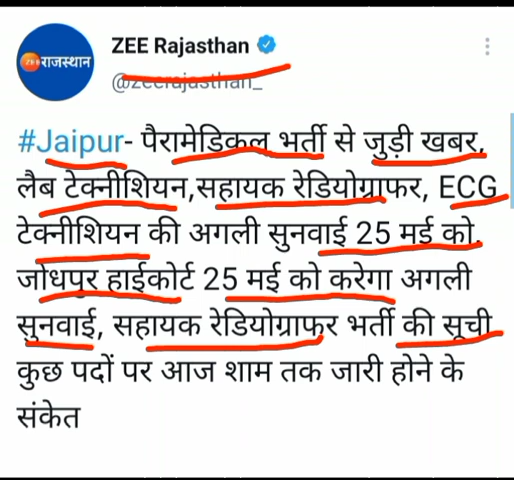 ZEE राजस्थान
ZEE Rajasthan
@zeerajasthan_
#Jaipur- पैरामेडिकल भर्ती से जुड़ी खबर,
लैब टेक्नीशियन,सहायक रेडियोग्राफर, ECG
टेक्नीशियन की अगली सुनवाई 25 मई को,
जोधपुर हाईकोर्ट 25 मई को करेगा अगली
सुनवाई, सहायक रेडियोग्राफर भर्ती की सूची
कुछ पदों पर आज शाम तक जारी होने के
संकेत